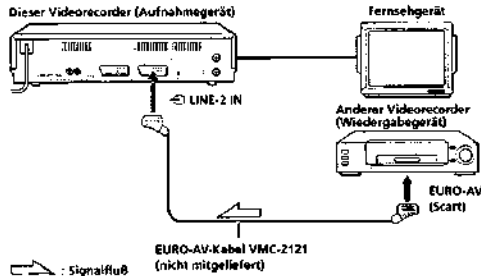 Dieser Videorecorder (Aufnahmegerät)
Fernsehgerät
LINE-2 IN
Anderer Videorecorder
(Wiedergabegerät)
EURO-AV
(Scart)
EURO-AV-Kabel VMC-2121
(nicht mitgeliefert)
: Signalfluß